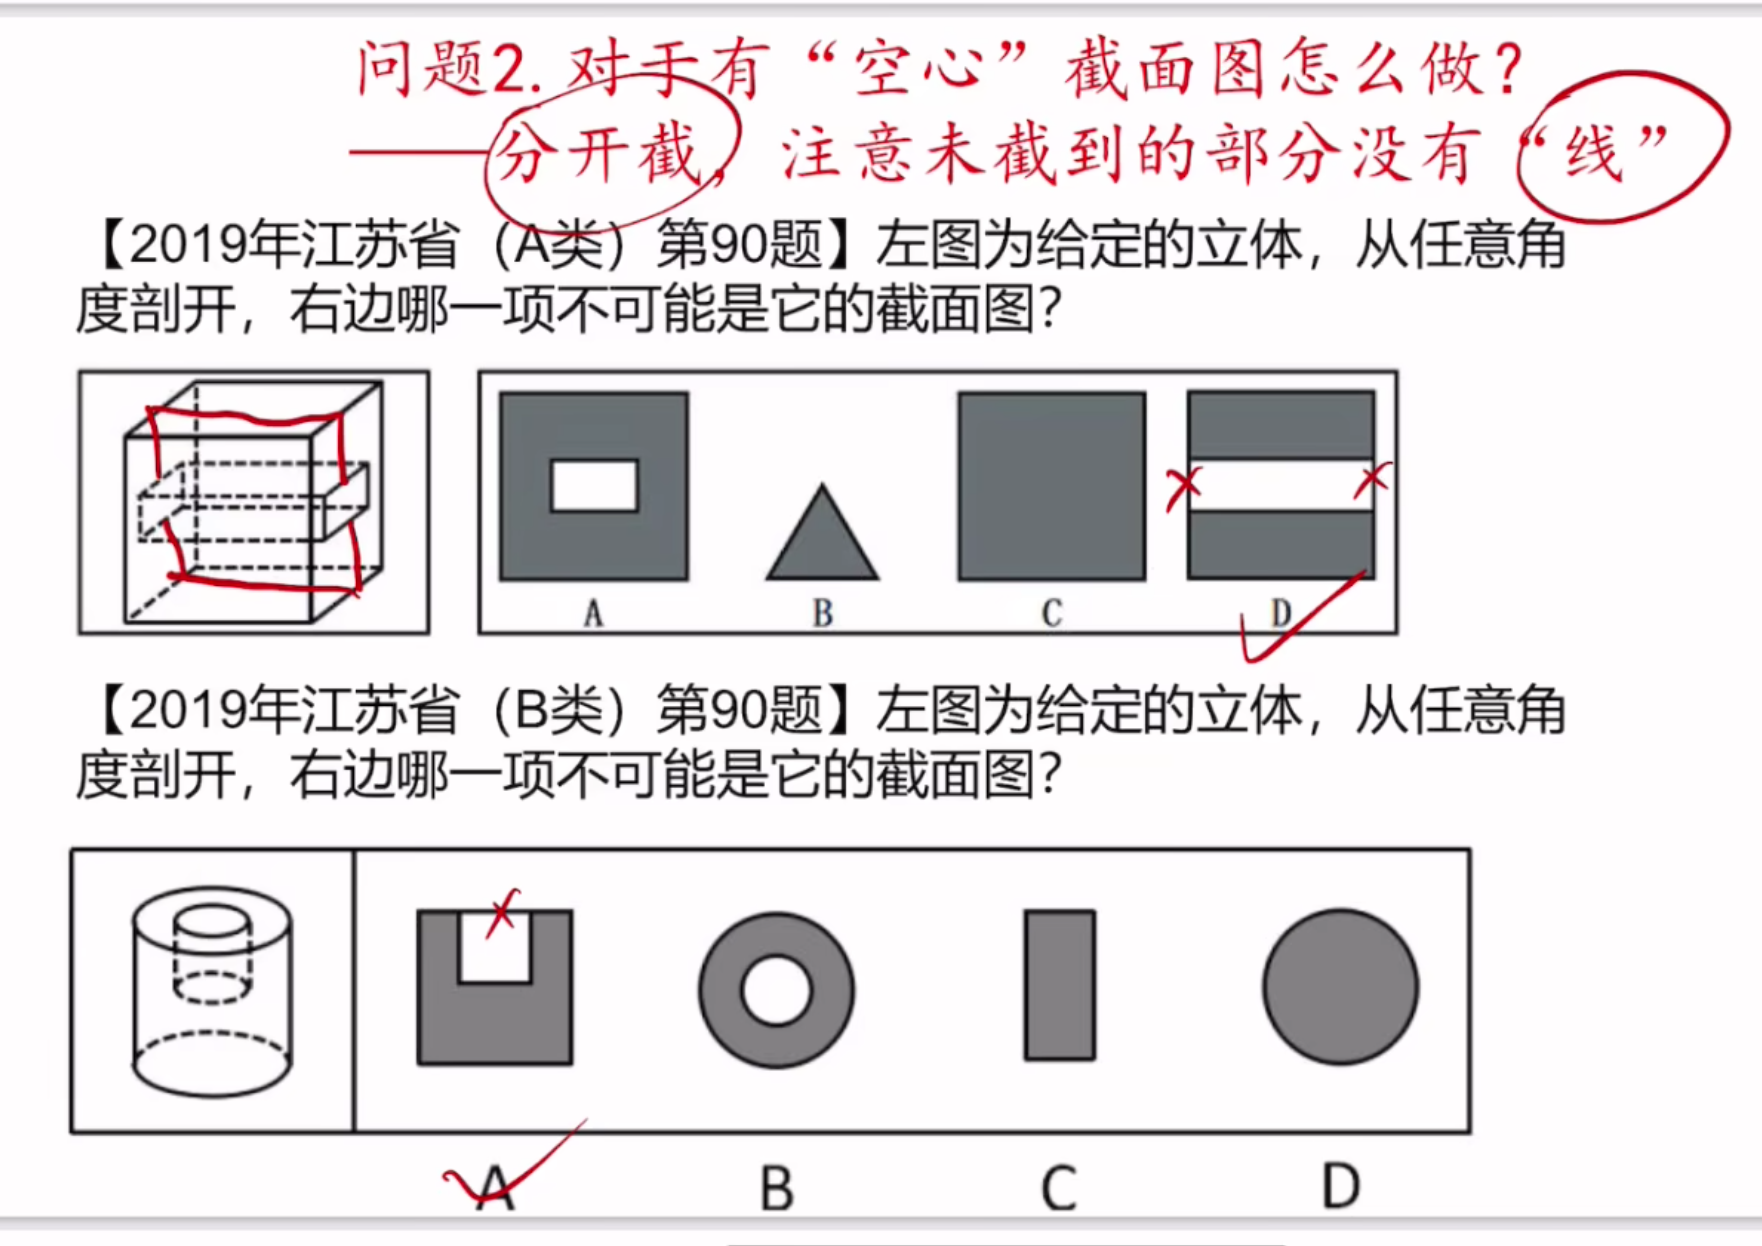 问题2. 对于有“空心”截面图怎么做?
——分开截，注意未截到的部分没有“线”
【2019年江苏省（A类）第90题】左图为给定的立体，从任意角
度剖开，右边哪一项不可能是它的截面图？
A B C D
【2019年江苏省（B类）第90题】左图为给定的立体，从任意角
度剖开，右边哪一项不可能是它的截面图？
A B C D